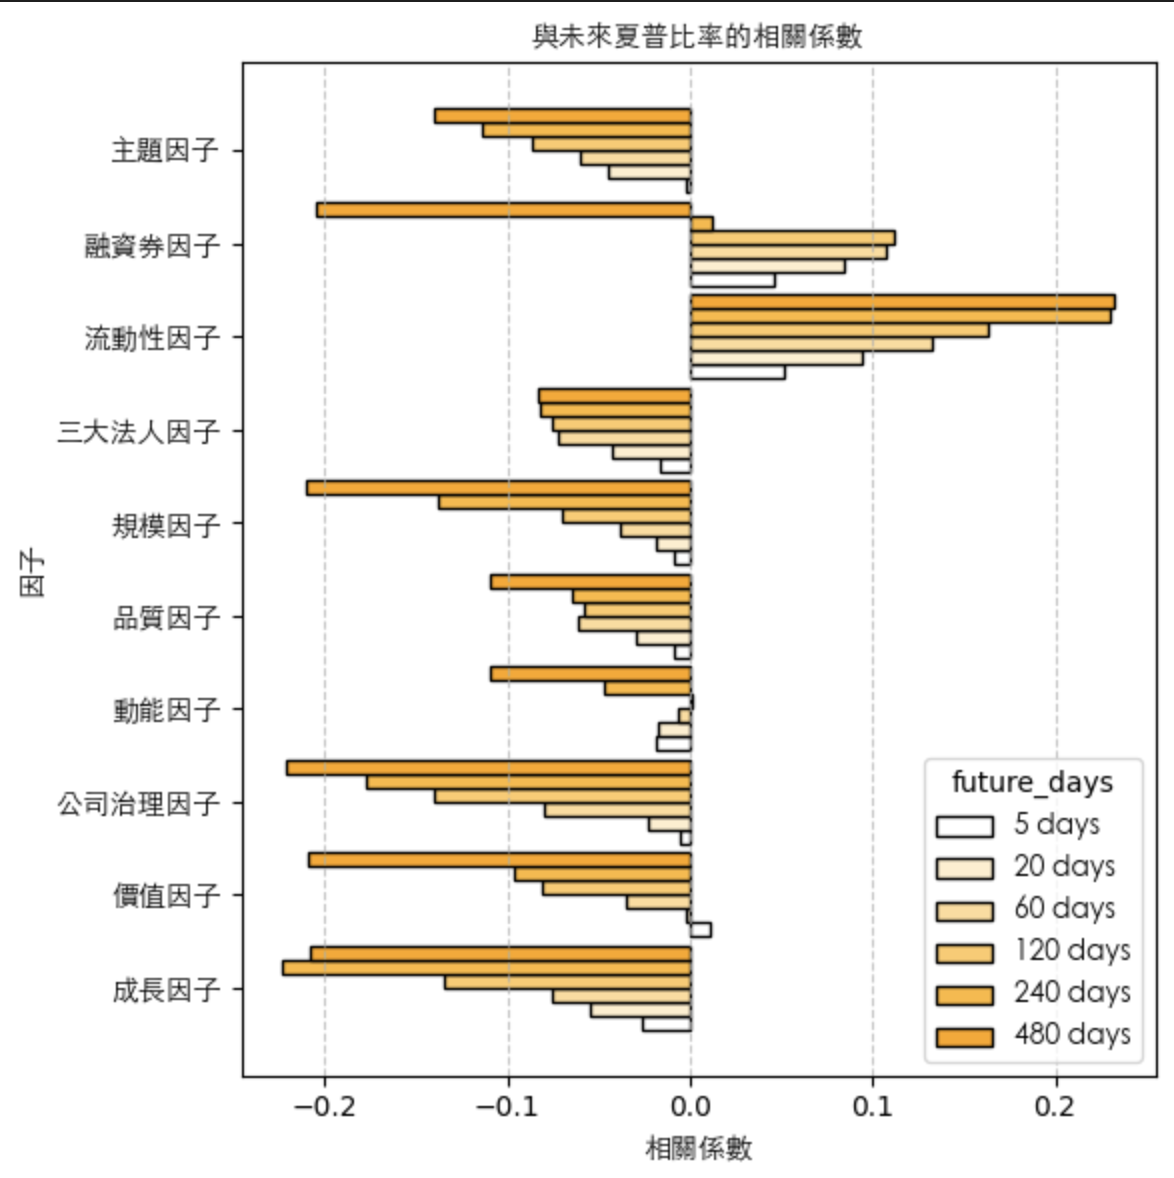 與未來夏普比率的相關係數
主題因子
融資券因子
流動性因子
三大法人因子
規模因子
品質因子
動能因子
公司治理因子
價值因子
成長因子
因子
future_days
5 days
20 days
60 days
120 days
240 days
480 days
−0.2
−0.1
0.0
0.1
0.2
相關係數